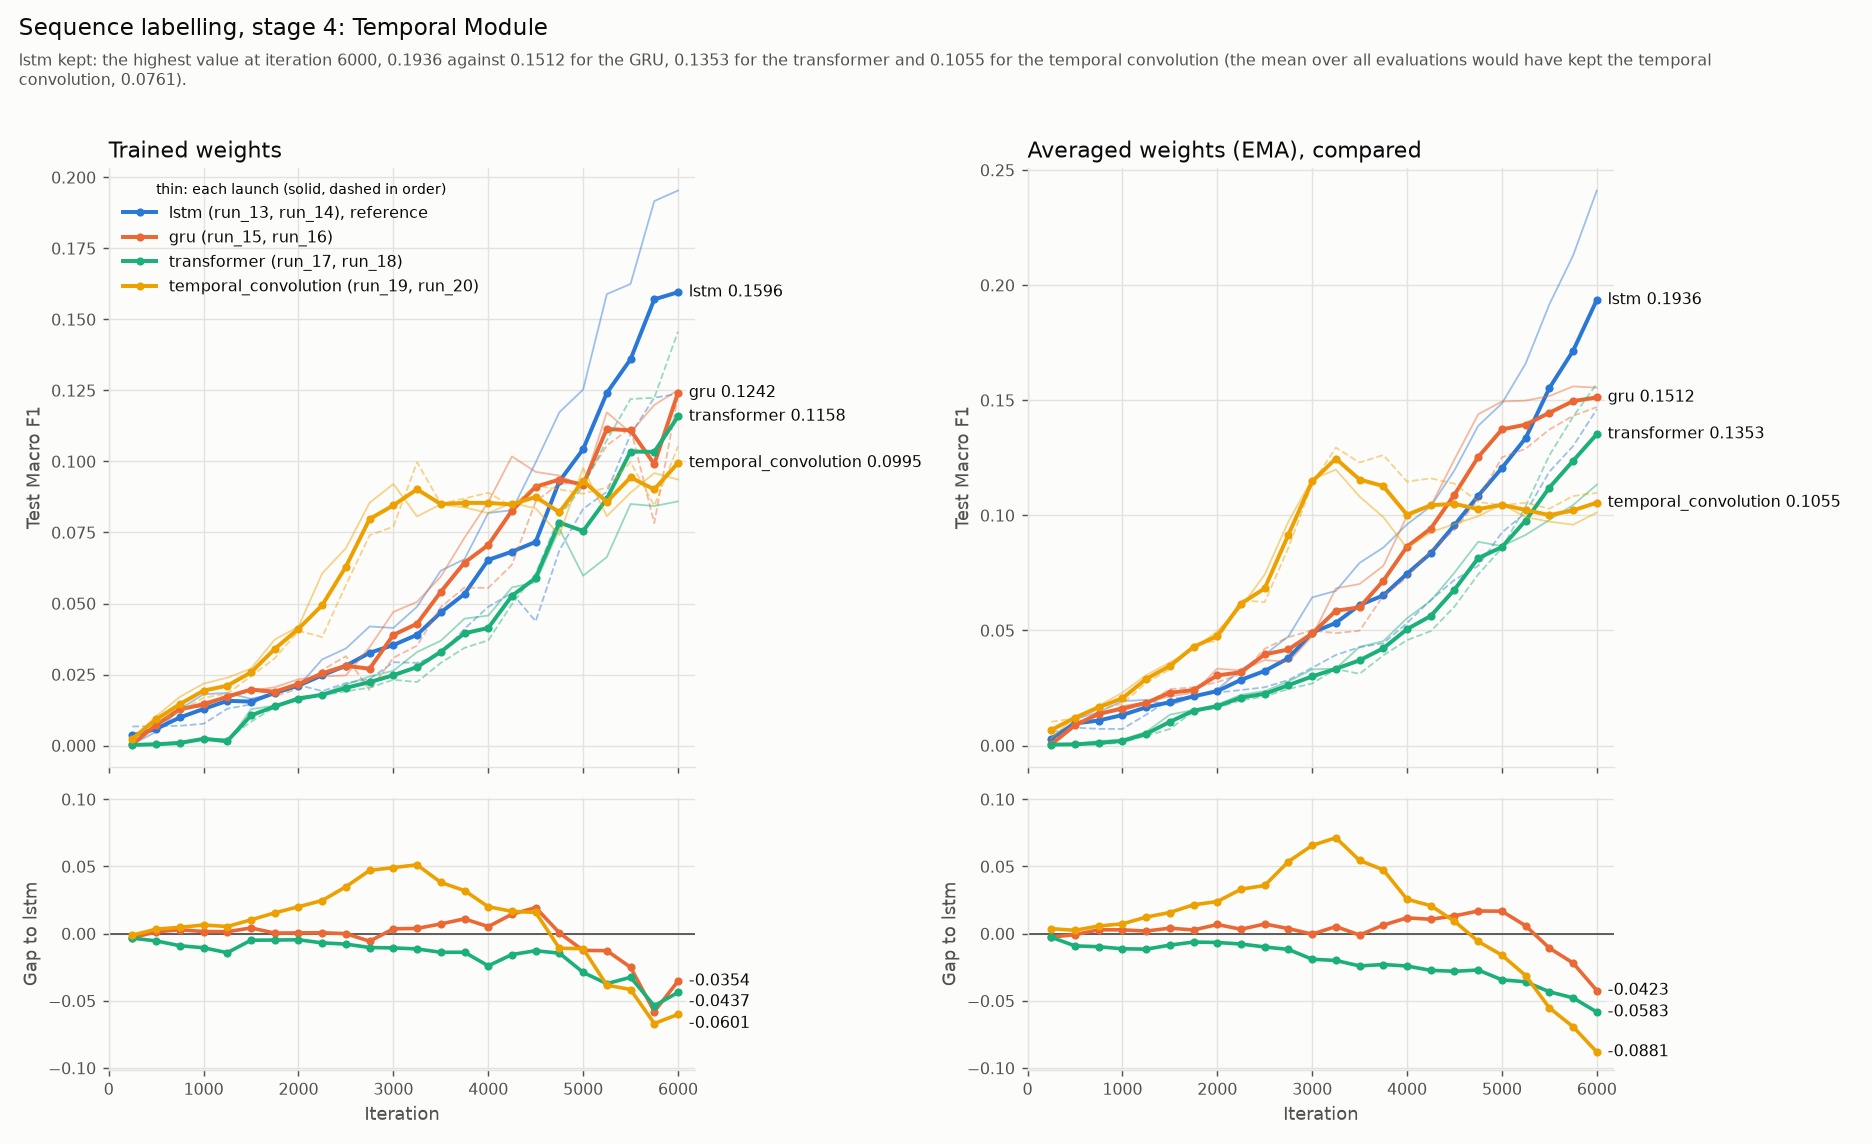 Sequence labelling, stage 4: Temporal Module
lstm kept: the highest value at iteration 6000, 0.1936 against 0.1512 for the GRU, 0.1353 for the transformer and 0.1055 for the temporal convolution (the mean over all evaluations would have kept the temporal
convolution, 0.0761).
Trained weights
thin: each launch (solid, dashed in order)
lstm (run_13, run_14), reference
gru (run_15, run_16)
transformer (run_17, run_18)
temporal_convolution (run_19, run_20)
Test Macro F1
0.200
0.175
0.150
0.125
0.100
0.075
0.050
0.025
0.000
lstm 0.1596
gru 0.1242
transformer 0.1158
temporal_convolution 0.0995
Gap to lstm
0.10
0.05
0.00
−0.05
−0.10
-0.0354
-0.0437
-0.0601
0 1000 2000 3000 4000 5000 6000
Iteration
Averaged weights (EMA), compared
Test Macro F1
0.25
0.20
0.15
0.10
0.05
0.00
lstm 0.1936
gru 0.1512
transformer 0.1353
temporal_convolution 0.1055
Gap to lstm
0.10
0.05
0.00
−0.05
−0.10
-0.0423
-0.0583
-0.0881
0 1000 2000 3000 4000 5000 6000
Iteration